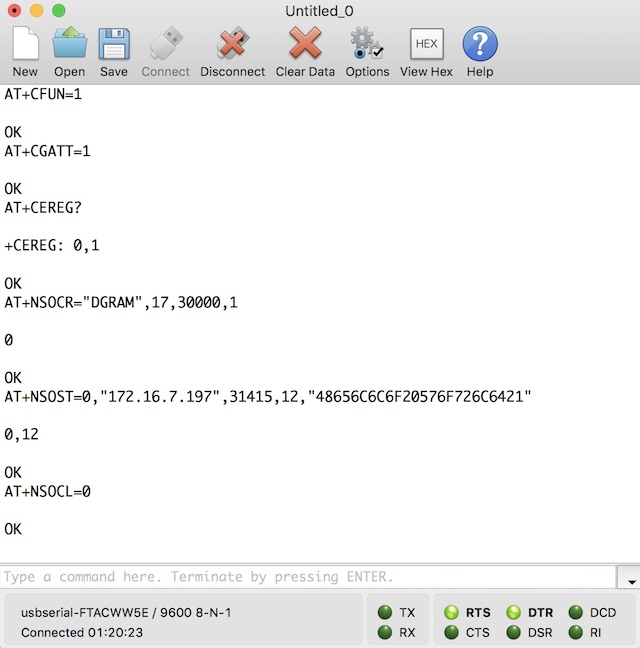 Untitled_0
New Open Save Connect Disconnect Clear Data Options View Hex Help
HEX
AT+CFUN=1
OK
AT+CGATT=1
OK
AT+CEREG?
+CEREG: 0,1
OK
AT+NSOCR="DGRAM",17,30000,1
0
OK
AT+NSOST=0,"172.16.7.197",31415,12,"48656C6C6F20576F726C6421"
0,12
OK
AT+NSOCL=0
OK
Type a command here. Terminate by pressing ENTER.
usbserial-FTACWW5E / 9600 8-N-1
Connected 01:20:23
TX RTS DTR DCD
RX CTS DSR RI